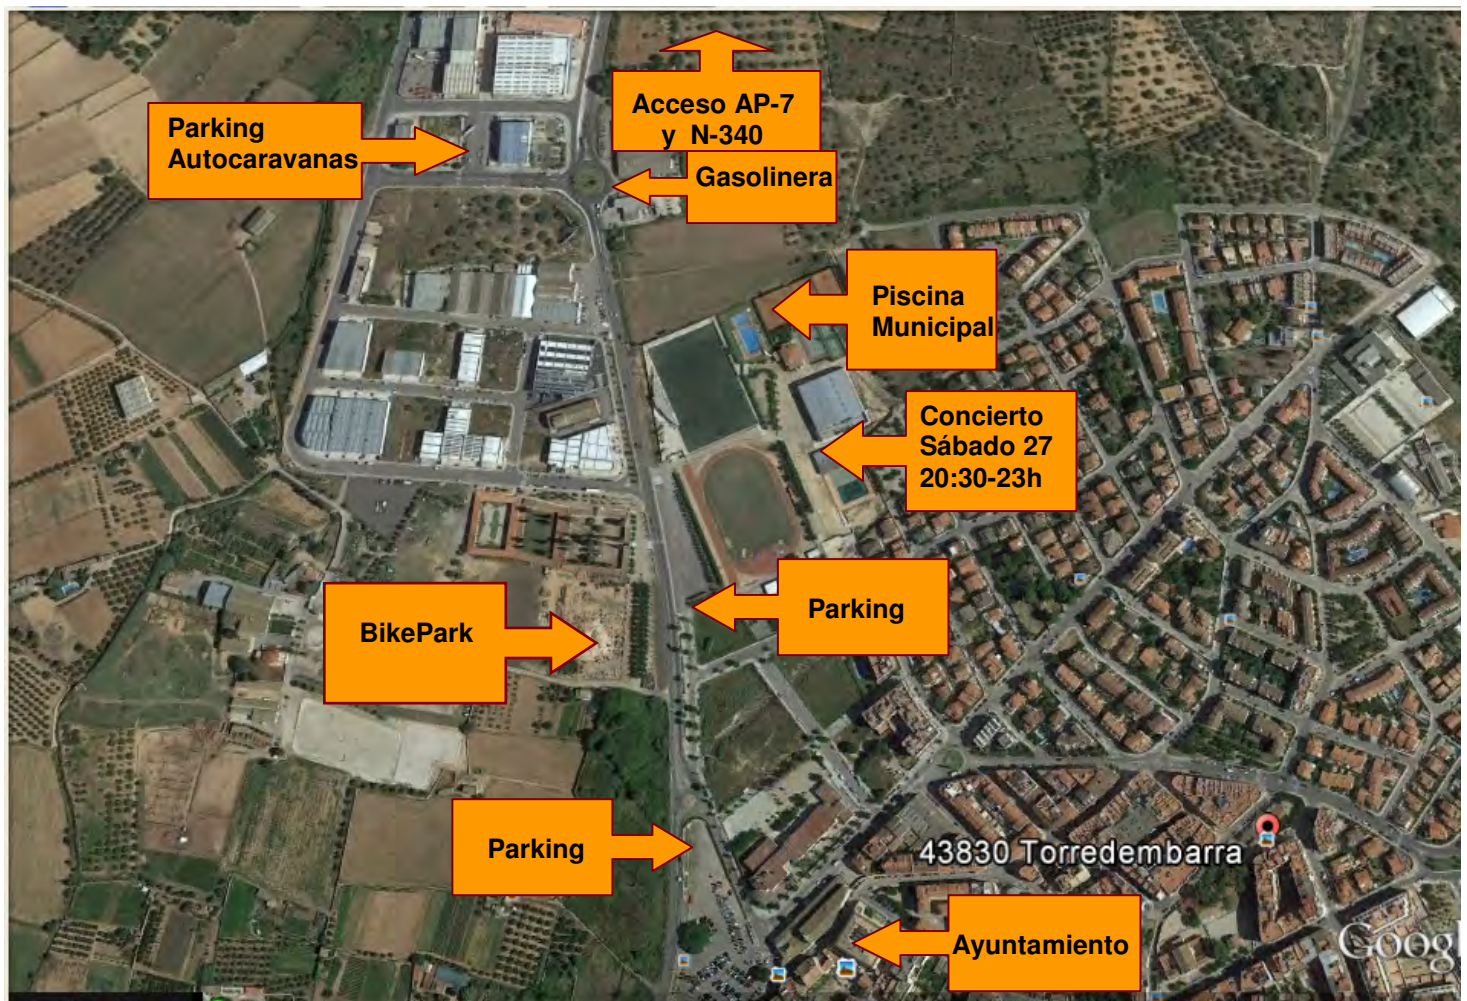 Acceso AP-7
y N-340
Parking
Autocaravanas
Gasolinera
Piscina
Municipal
Concierto
Sábado 27
20:30-23h
Parking
BikePark
Parking
43830 Torredembarra
Ayuntamiento
Googl